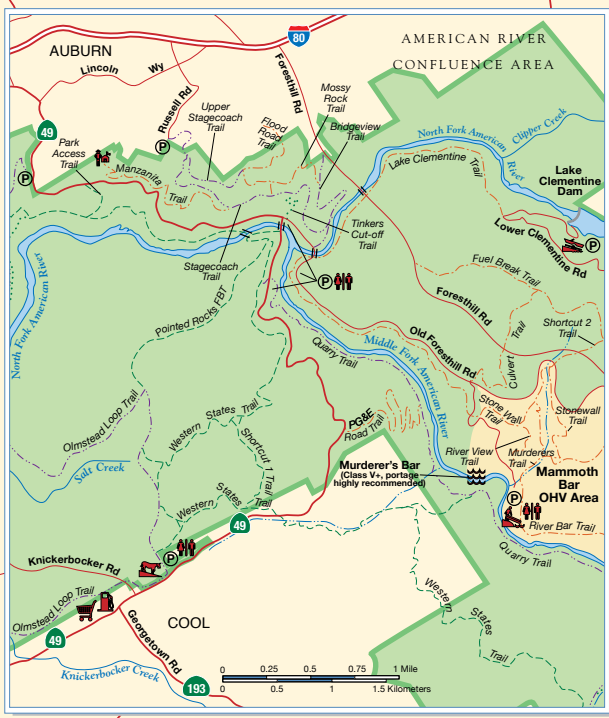 AMERICAN RIVER
CONFLUENCE AREA
AUBURN
80
Lincoln Wy
Russell Rd
Foresthill Rd
Mossy
Rock
Trail
Upper
Stagecoach
Trail
Flood
Road
Trail
Bridgeview
Trail
49
Park
Access
Trail
P
P
Manzanita
Trail
North Fork American
River
Clipper Creek
Lake Clementine
Trail
Lake
Clementine
Dam
Lower Clementine Rd
P
Tinkers
Cut-off
Trail
Stagecoach
Trail
P
Fuel Break Trail
North Fork American River
Pointed Rocks FBT
Foresthill Rd
Old Foresthill Rd
Culvert
Trail
Shortcut 2
Trail
Quarry Trail
Middle Fork American River
Olmstead Loop Trail
Western
States
Trail
PG&E
Road Trail
Stone Wall
Trail
Stonewall
Trail
Shortcut 1 Trail
Salt Creek
River View
Trail
Murderers
Trail
Murderer's Bar
(Class V+, portage
highly recommended)
Mammoth
Bar
OHV Area
P
Western
States
Trail
49
River Bar Trail
Quarry Trail
P
Knickerbocker Rd
Olmstead Loop Trail
49
COOL
Georgetown Rd
Western
States
Trail
Knickerbocker Creek
193
0 0.25 0.5 0.75 1 Mile
0 0.5 1 1.5 Kilometers